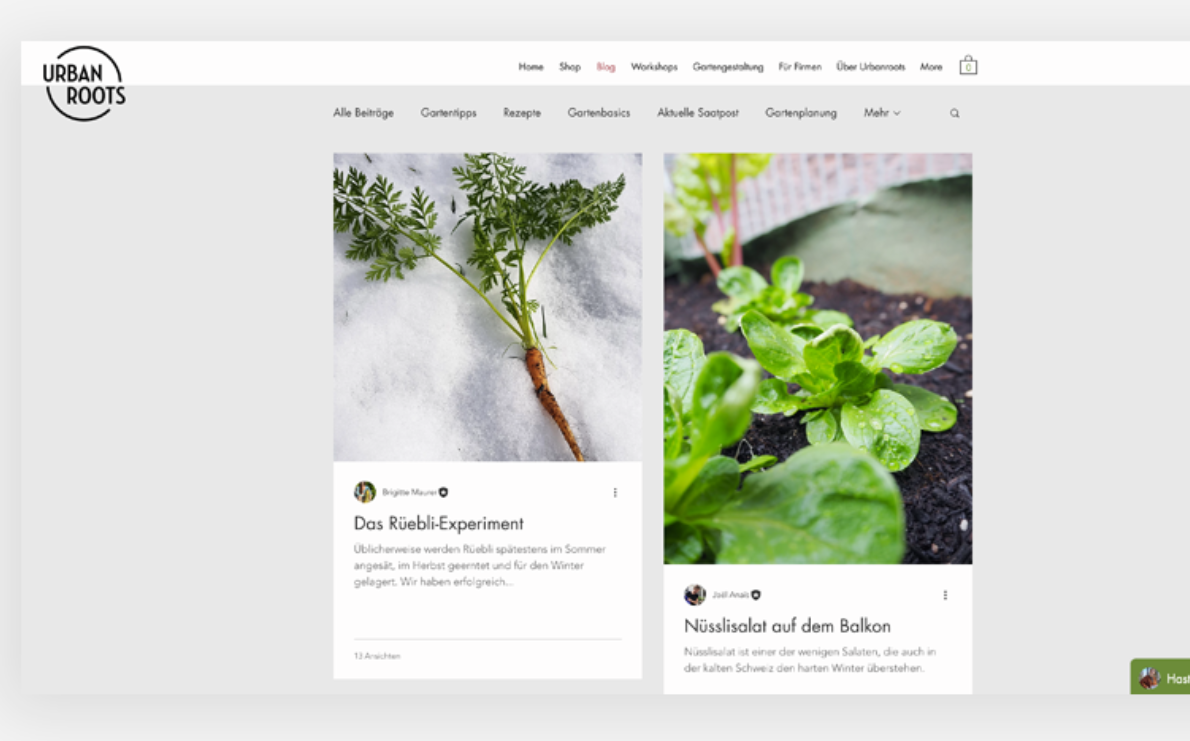 URBAN
ROOTS
Home Shop Blog Workshops Gartengestaltung Für Firmen Über Urbanroots More 0
Alle Beiträge Gartentipps Rezepte Gartenbasics Aktuelle Saatpost Gartenplanung Mehr
Brigitte Maurer
Das Rüebli-Experiment
Üblicherweise werden Rüebli spätestens im Sommer
angesät, im Herbst geerntet und für den Winter
gelagert. Wir haben erfolgreich...
13 Ansichten
Joël Anais
Nüsslisalat auf dem Balkon
Nüsslisalat ist einer der wenigen Salaten, die auch in
der kalten Schweiz den harten Winter überstehen.
Hast